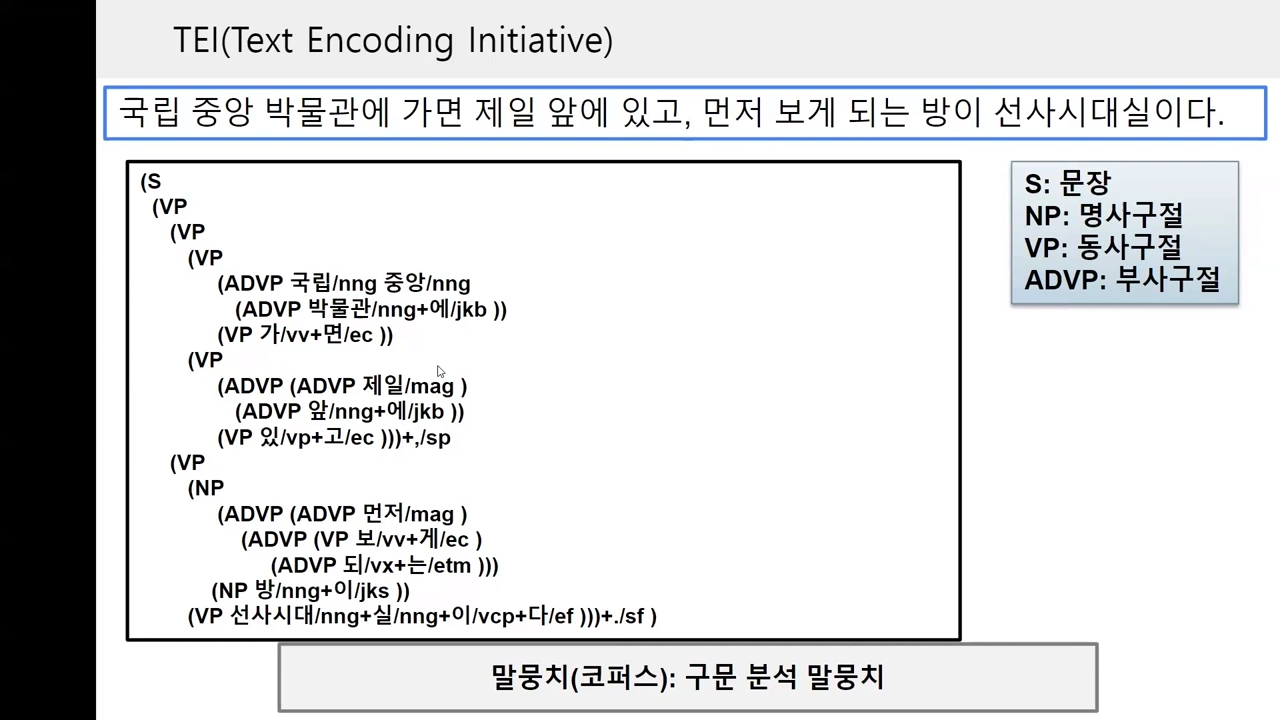 TEI(Text Encoding Initiative)
국립 중앙 박물관에 가면 제일 앞에 있고, 먼저 보게 되는 방이 선사시대실이다.
(S
(VP
(VP
(VP
(ADVP 국립/nng 중앙/nng
(ADVP 박물관/nng+에/jkb ))
(VP 가/vv+면/ec ))
(VP
(ADVP (ADVP 제일/mag )
(ADVP 앞/nng+에/jkb ))
(VP 있/vp+고/ec )))+,/sp
(VP
(NP
(ADVP (ADVP 먼저/mag )
(ADVP (VP 보/vv+게/ec )
(ADVP 되/vx+는/etm )))
(NP 방/nng+이/jks ))
(VP 선사시대/nng+실/nng+이/vcp+다/ef )))+./sf )
S: 문장
NP: 명사구절
VP: 동사구절
ADVP: 부사구절
말뭉치(코퍼스): 구문 분석 말뭉치